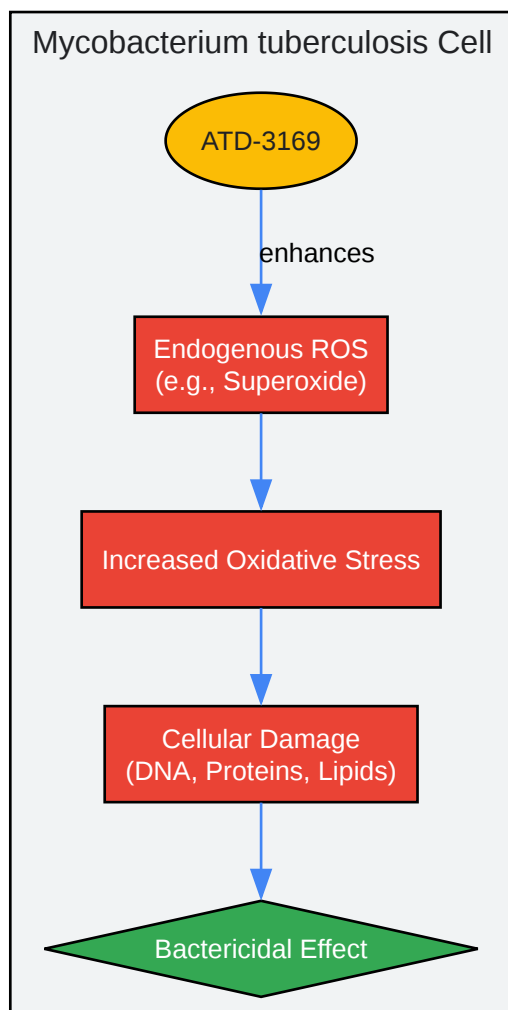 Mycobacterium tuberculosis Cell
ATD-3169
enhances
Endogenous ROS
(e.g., Superoxide)
Increased Oxidative Stress
Cellular Damage
(DNA, Proteins, Lipids)
Bactericidal Effect